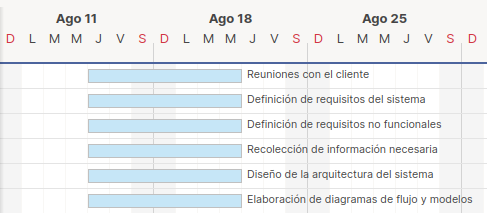 Ago 11 Ago 18 Ago 25
D L M M J V S D L M M J V S D L M M J V S D
Reuniones con el cliente
Definición de requisitos del sistema
Definición de requisitos no funcionales
Recolección de información necesaria
Diseño de la arquitectura del sistema
Elaboración de diagramas de flujo y modelos